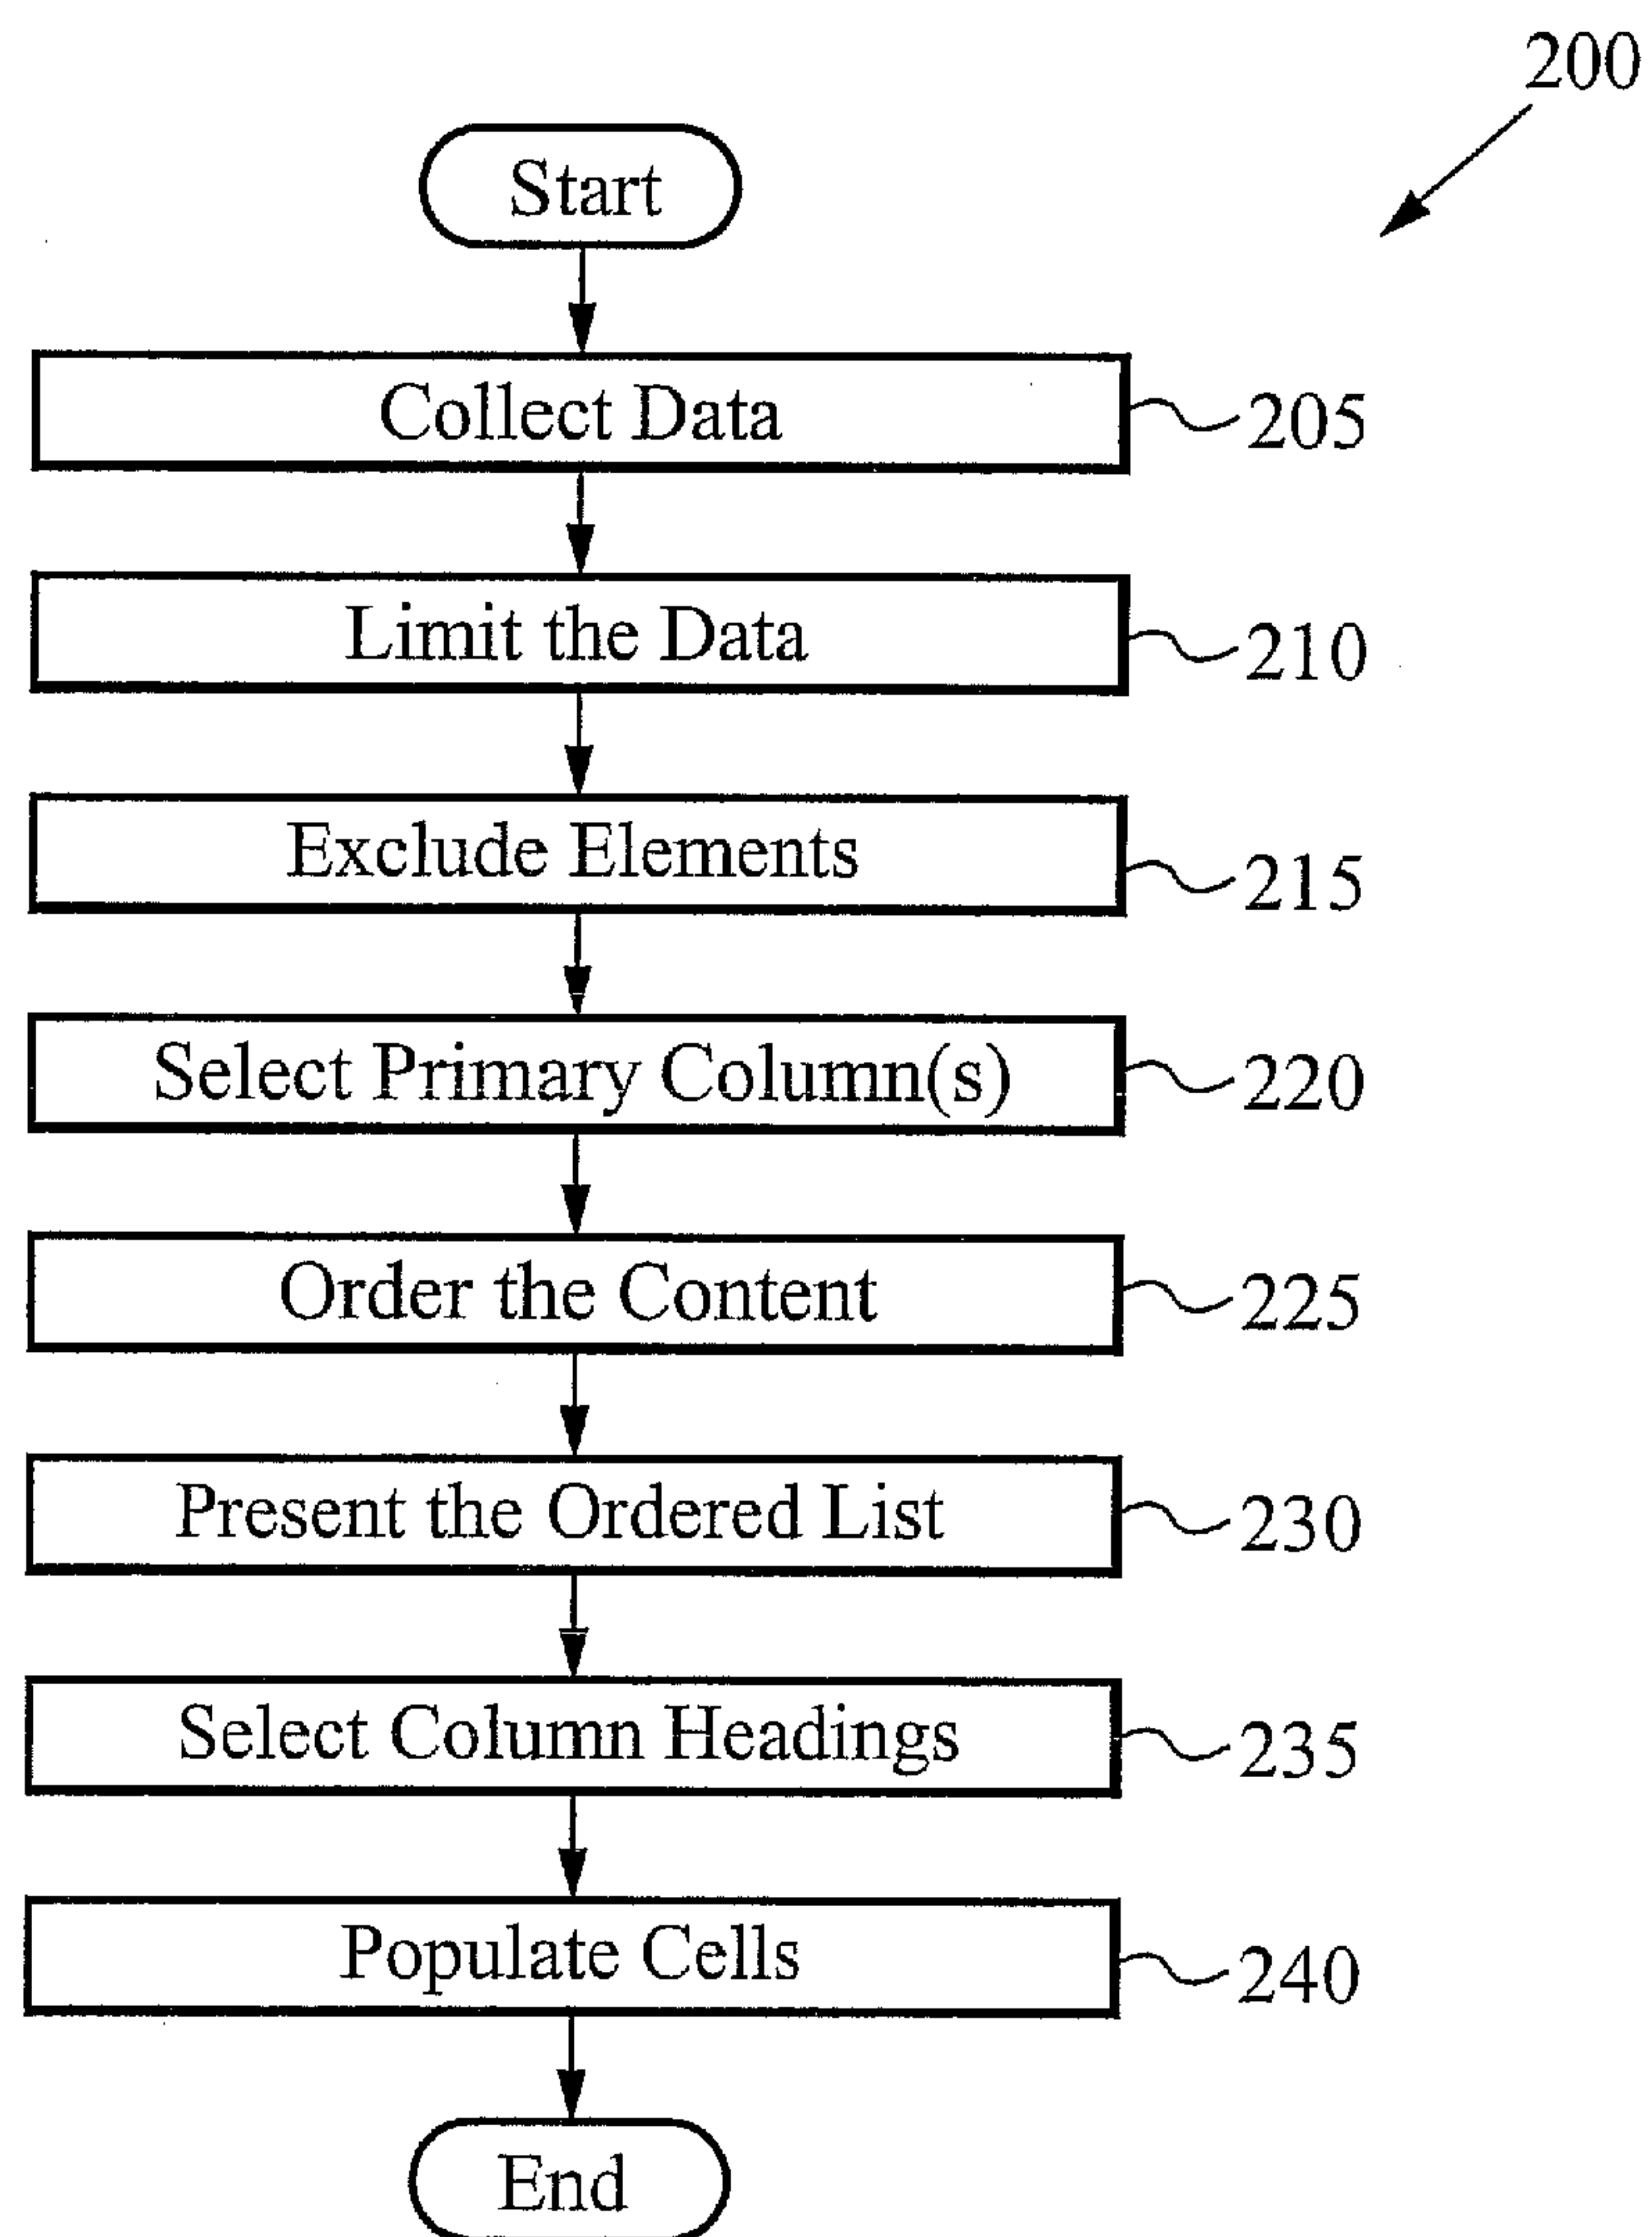 200
Start
Collect Data
205
Limit the Data
210
Exclude Elements
215
Select Primary Column(s)
220
Order the Content
225
Present the Ordered List
230
Select Column Headings
235
Populate Cells
240
End